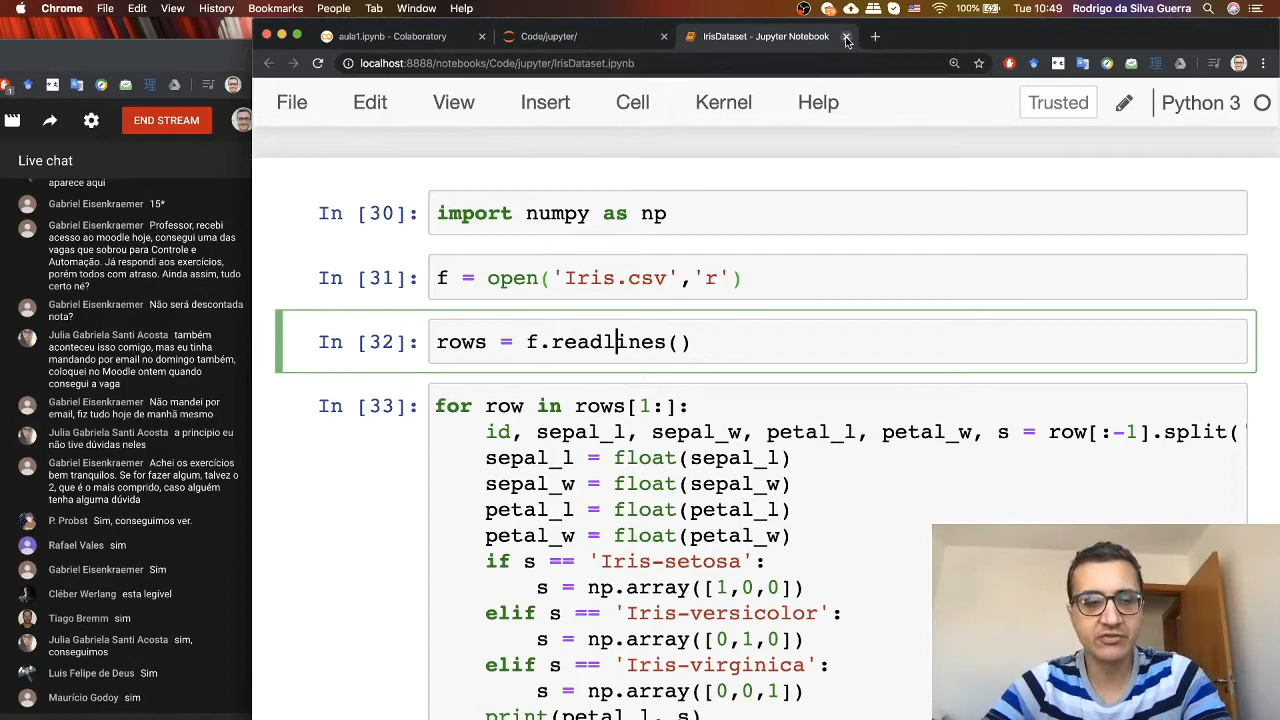 Chrome File Edit View History Bookmarks People Tab Window Help
29 100% Tue 10:49 Rodrigo da Silva Guerra
aula1.ipynb - Colaboratory
Code/jupyter/
IrisDataset - Jupyter Notebook
localhost:8888/notebooks/Code/jupyter/IrisDataset.ipynb
File Edit View Insert Cell Kernel Help
Trusted
Python 3
END STREAM
Live chat
aparece aqui
Gabriel Eisenkraemer 15*
Gabriel Eisenkraemer Professor, recebi
acesso ao moodle hoje, consegui uma das
vagas que sobrou para Controle e
Automação. Já respondi aos exercícios,
porém todos com atraso. Ainda assim, tudo
certo né?
Gabriel Eisenkraemer Não será descontada
nota?
Julia Gabriela Santi Acosta também
aconteceu isso comigo, mas eu tinha
mandando por email no domingo também,
coloquei no Moodle ontem quando
consegui a vaga
Gabriel Eisenkraemer Não mandei por
email, fiz tudo hoje de manhã mesmo
Julia Gabriela Santi Acosta a principio eu
não tive dúvidas neles
Gabriel Eisenkraemer Achei os exercícios
bem tranquilos. Se for fazer algum, talvez o
2, que é o mais comprido, caso alguém
tenha alguma dúvida
P. Probst Sim, conseguimos ver.
Rafael Vales sim
Gabriel Eisenkraemer Sim
Cléber Werlang esta legível
Tiago Bremm sim
Julia Gabriela Santi Acosta sim,
conseguimos
Luis Felipe de Deus Sim
Maurício Godoy sim
In [30]: import numpy as np
In [31]: f = open('Iris.csv','r')
In [32]: rows = f.readlines()
In [33]: for row in rows[1:]:
id, sepal_l, sepal_w, petal_l, petal_w, s = row[:-1].split('
sepal_l = float(sepal_l)
sepal_w = float(sepal_w)
petal_l = float(petal_l)
petal_w = float(petal_w)
if s == 'Iris-setosa':
s = np.array([1,0,0])
elif s == 'Iris-versicolor':
s = np.array([0,1,0])
elif s == 'Iris-virginica':
s = np.array([0,0,1])
print(petal_l, s)